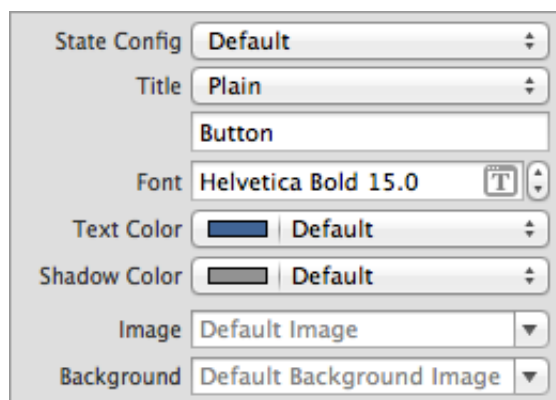 State Config Default
Title Plain
Button
Font Helvetica Bold 15.0 T
Text Color Default
Shadow Color Default
Image Default Image
Background Default Background Image